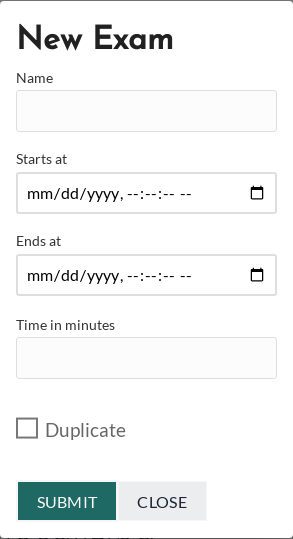 New Exam
Name
Starts at
mm/dd/yyyy, --:--:-- --
Ends at
mm/dd/yyyy, --:--:-- --
Time in minutes
Duplicate
SUBMIT CLOSE